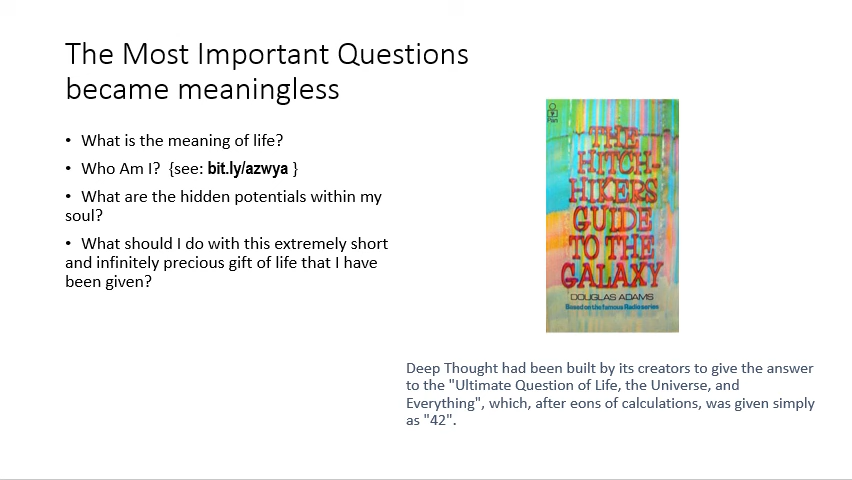 The Most Important Questions
became meaningless
• What is the meaning of life?
• Who Am I? {see: bit.ly/azwya }
• What are the hidden potentials within my
soul?
• What should I do with this extremely short
and infinitely precious gift of life that I have
been given?
Pan
THE
HITCH-
HIKERS
GUIDE
TO THE
GALAXY
DOUGLAS ADAMS
Based on the famous Radio series
Deep Thought had been built by its creators to give the answer
to the "Ultimate Question of Life, the Universe, and
Everything", which, after eons of calculations, was given simply
as "42".